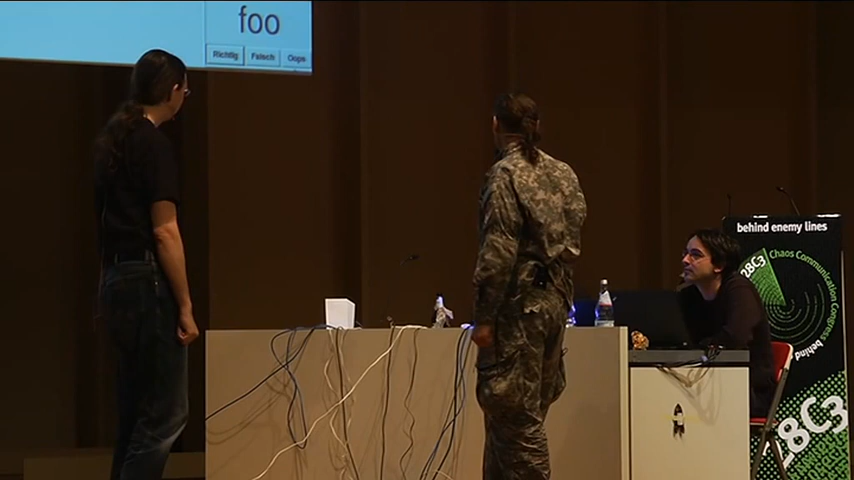 foo
Richtig Falsch Oops
behind enemy lines
28C3
Chaos Communication Congress
behind
28C3